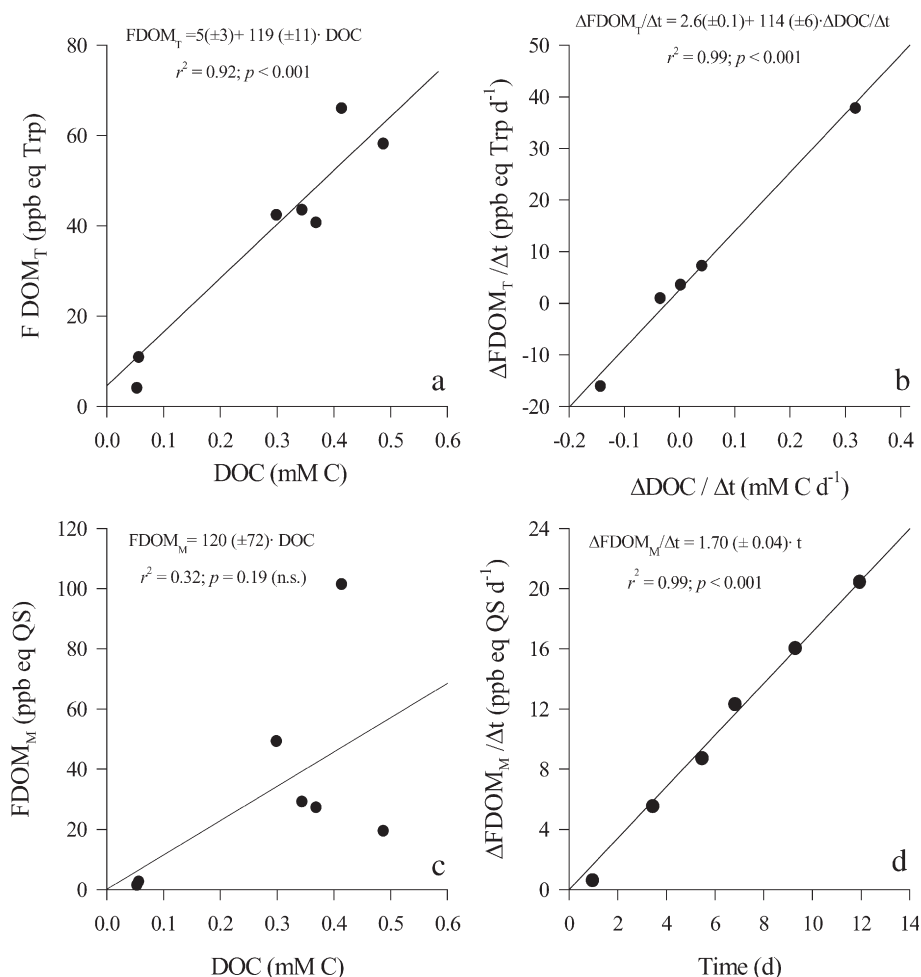 FDOM_T =5(±3)+ 119 (±11)· DOC
r² = 0.92; p < 0.001
F DOM_T (ppb eq Trp)
80
60
40
20
0
a
0.0 0.1 0.2 0.3 0.4 0.5 0.6
DOC (mM C)
ΔFDOM_T/Δt = 2.6(±0.1)+ 114 (±6)·ΔDOC/Δt
r² = 0.99; p < 0.001
ΔFDOM_T /Δt (ppb eq Trp d⁻¹)
50
40
30
20
10
0
-10
-20
b
-0.2 -0.1 0.0 0.1 0.2 0.3 0.4
ΔDOC / Δt (mM C d⁻¹)
FDOM_M= 120 (±72)· DOC
r² = 0.32; p = 0.19 (n.s.)
FDOM_M (ppb eq QS)
120
100
80
60
40
20
0
c
0.0 0.1 0.2 0.3 0.4 0.5 0.6
DOC (mM C)
ΔFDOM_M/Δt = 1.70 (± 0.04)· t
r² = 0.99; p < 0.001
ΔFDOM_M /Δt (ppb eq QS d⁻¹)
24
20
16
12
8
4
0
d
0 2 4 6 8 10 12 14
Time (d)